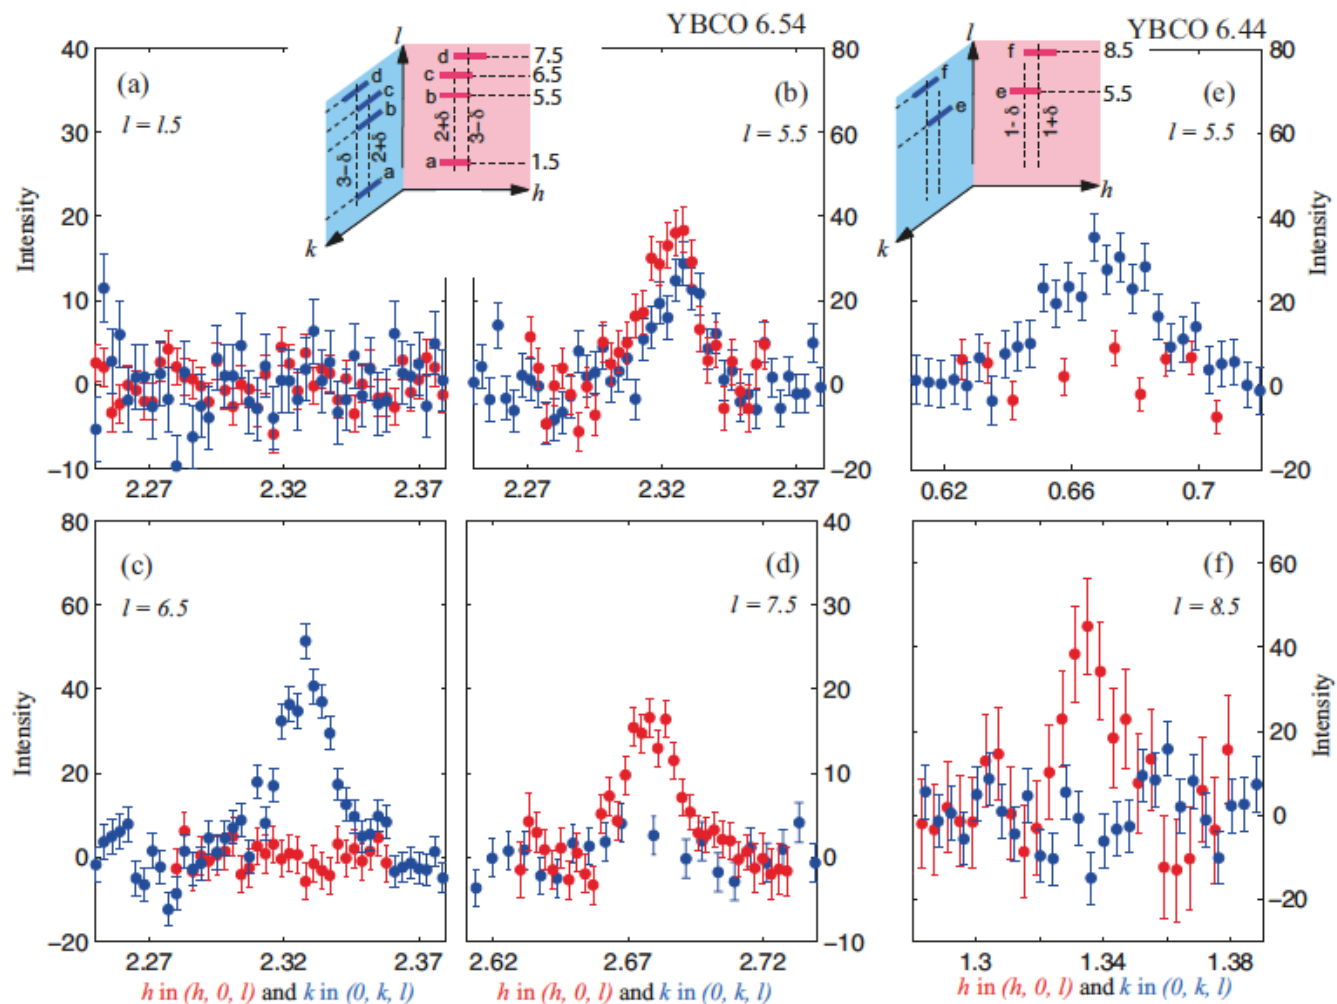 YBCO 6.54
YBCO 6.44
40
30
20
10
0
−10
Intensity
(a)
l = 1.5
2.27
2.32
2.37
l
h
k
d
c
b
a
7.5
6.5
5.5
1.5
2+δ
3−δ
3−δ
2+δ
d
c
b
a
80
60
40
20
0
−20
(b)
l = 5.5
2.27
2.32
2.37
l
h
k
f
e
8.5
5.5
1- δ
1+δ
f
e
80
60
40
20
0
−20
Intensity
(e)
l = 5.5
0.62
0.66
0.7
80
60
40
20
0
−20
Intensity
(c)
l = 6.5
2.27
2.32
2.37
h in (h, 0, l) and k in (0, k, l)
40
30
20
10
0
−10
(d)
l = 7.5
2.62
2.67
2.72
h in (h, 0, l) and k in (0, k, l)
60
40
20
0
−20
Intensity
(f)
l = 8.5
1.3
1.34
1.38
h in (h, 0, l) and k in (0, k, l)